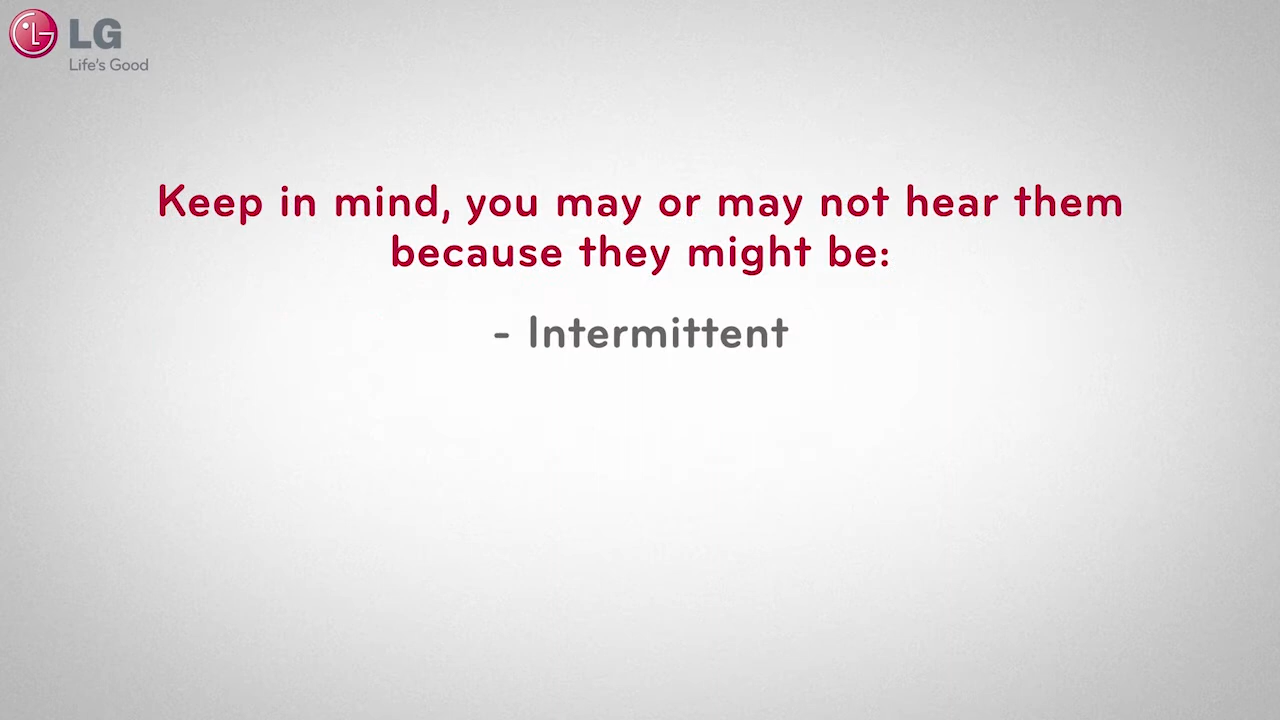 LG
Life's Good
Keep in mind, you may or may not hear them
because they might be:
- Intermittent